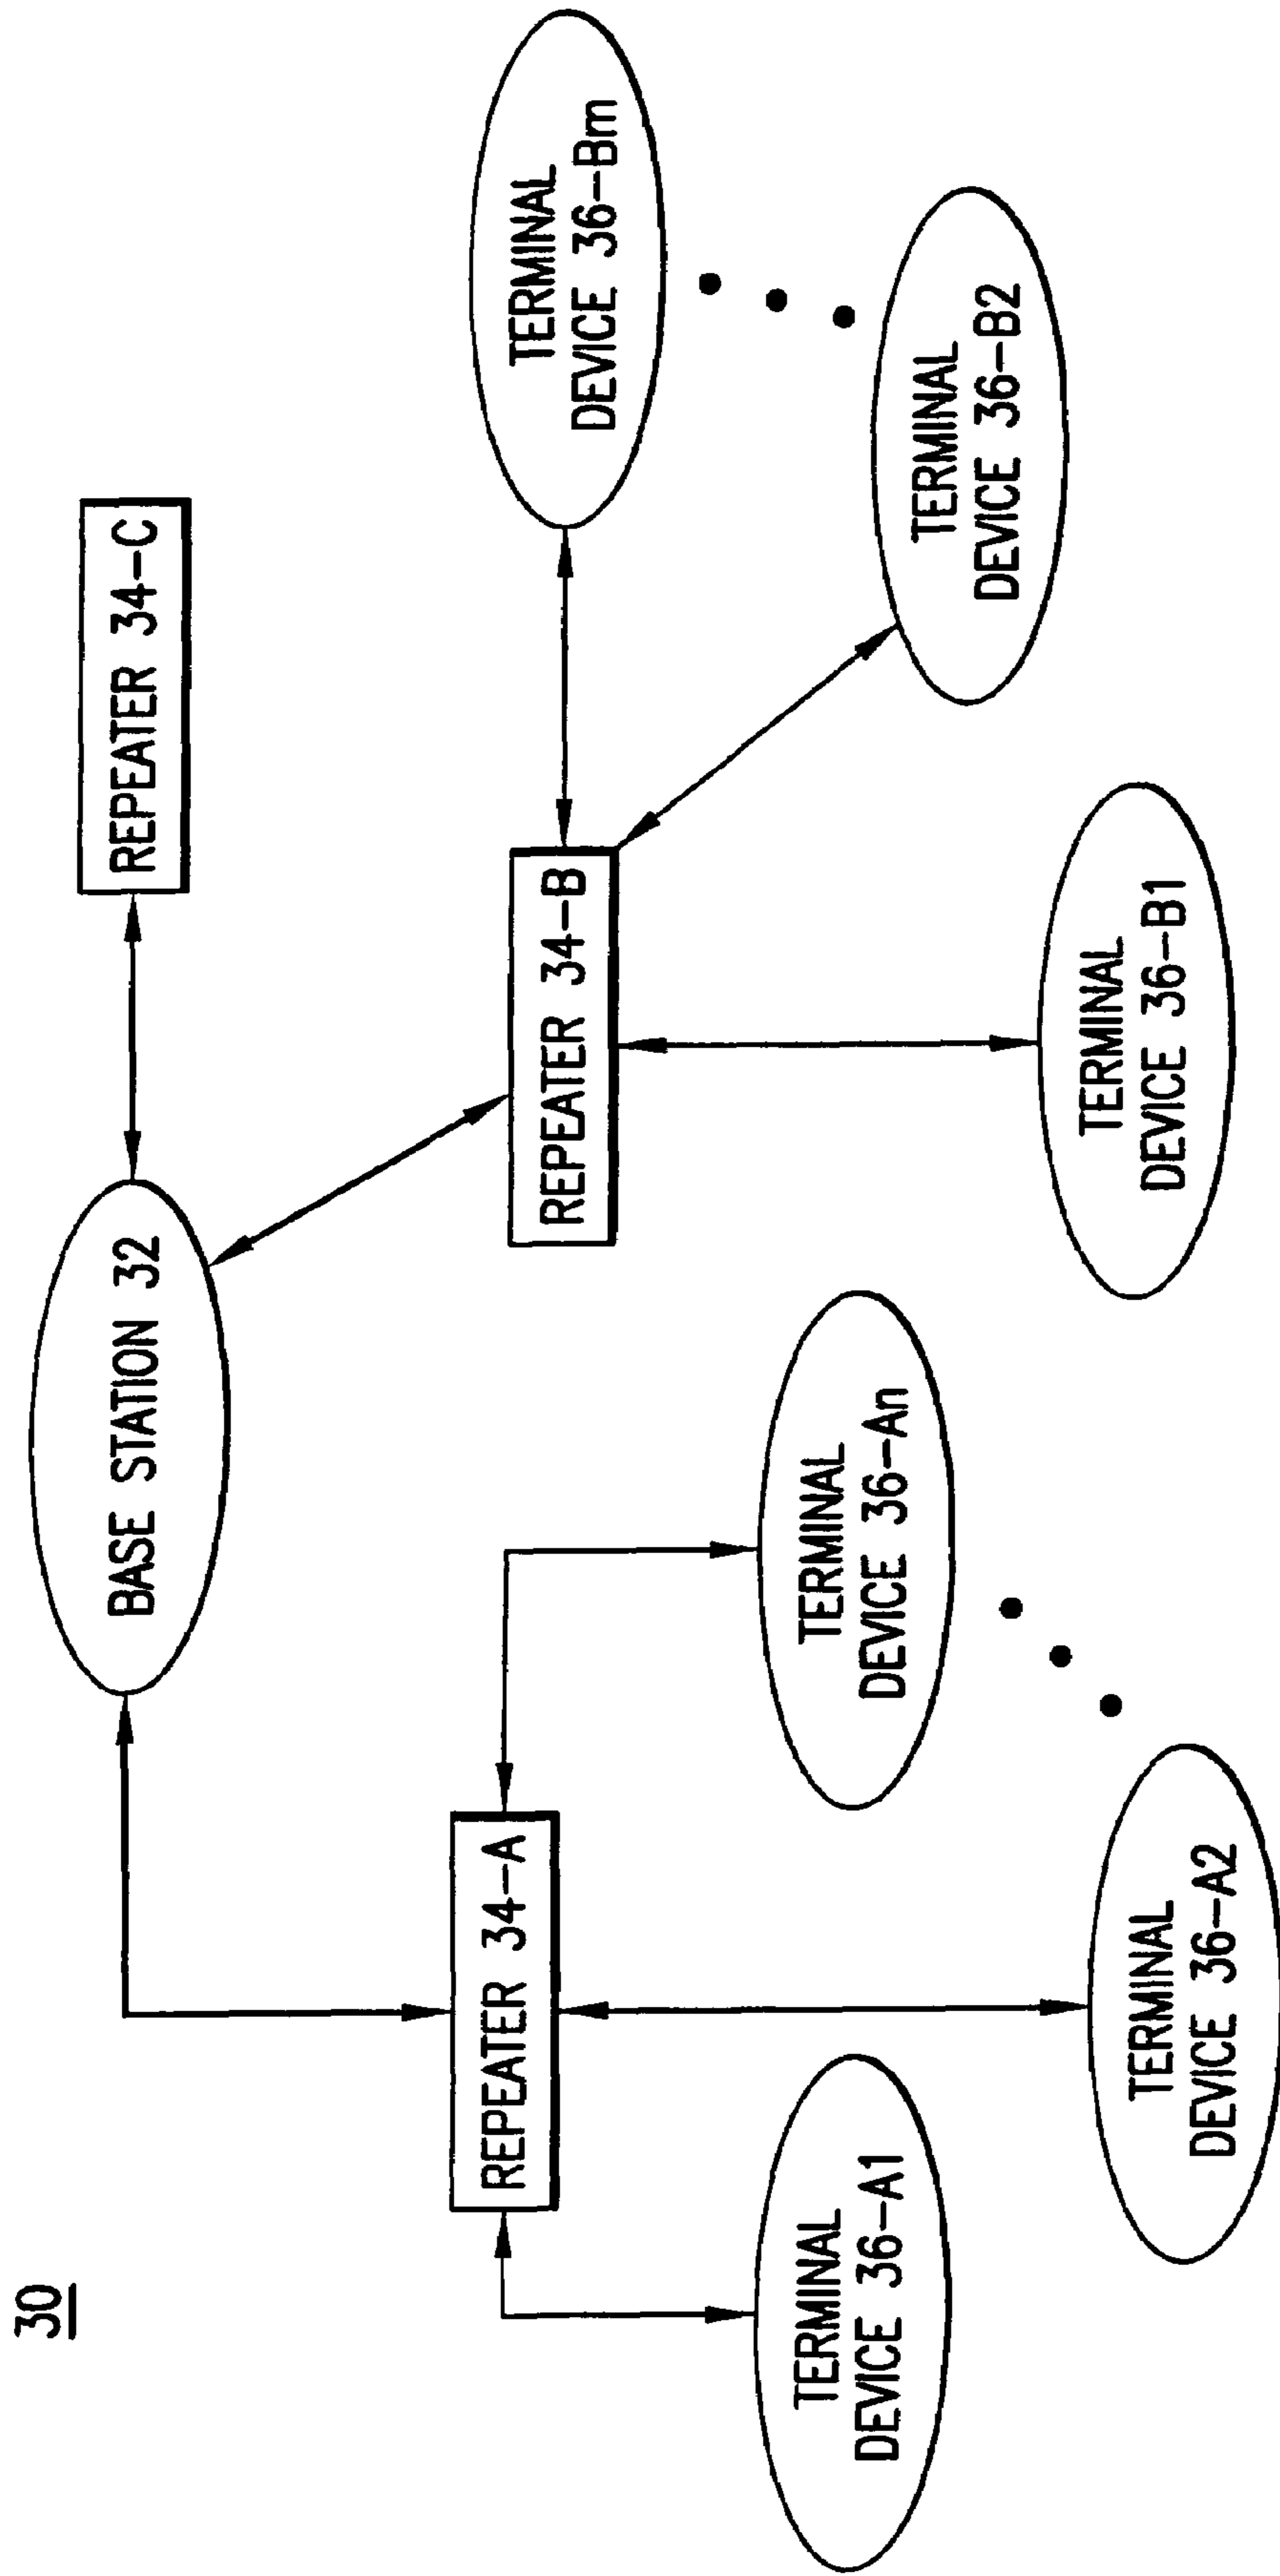 30
BASE STATION 32
REPEATER 34-C
REPEATER 34-A
REPEATER 34-B
TERMINAL
DEVICE 36-Bm
TERMINAL
DEVICE 36-A1
TERMINAL
DEVICE 36-An
TERMINAL
DEVICE 36-B2
TERMINAL
DEVICE 36-A2
TERMINAL
DEVICE 36-B1